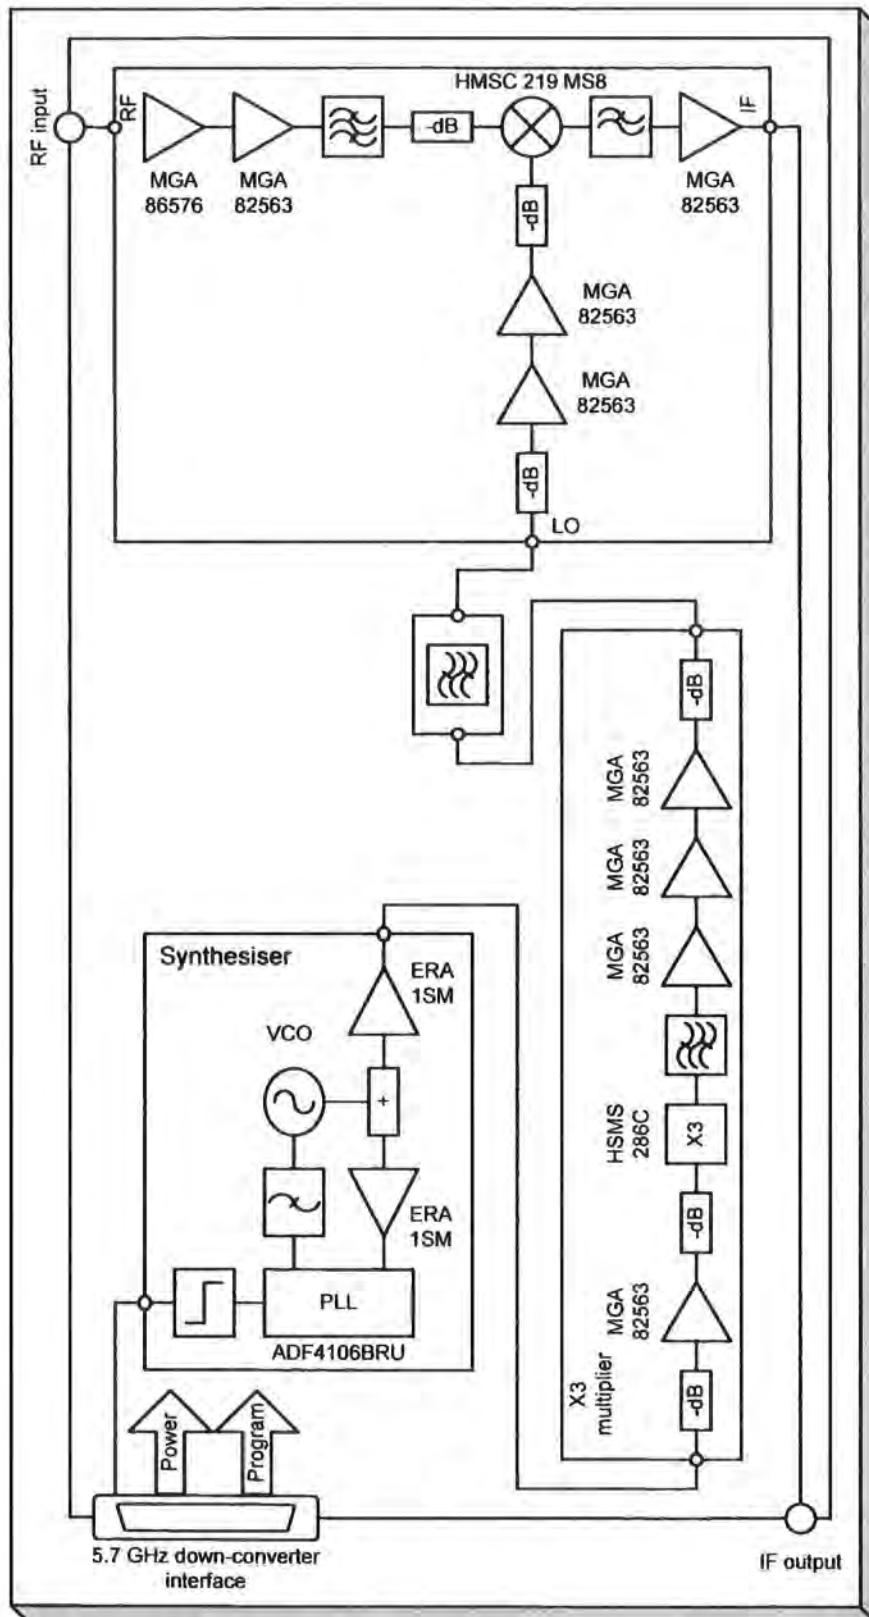 HMSC 219 MS8
RF input
RF
IF
-dB
MGA
86576
MGA
82563
MGA
82563
-dB
MGA
82563
MGA
82563
-dB
LO
-dB
MGA
82563
MGA
82563
MGA
82563
HSMS
286C
X3
-dB
MGA
82563
-dB
X3
multiplier
Synthesiser
ERA
1SM
VCO
+
ERA
1SM
PLL
ADF4106BRU
Power
Program
5.7 GHz down-converter
interface
IF output